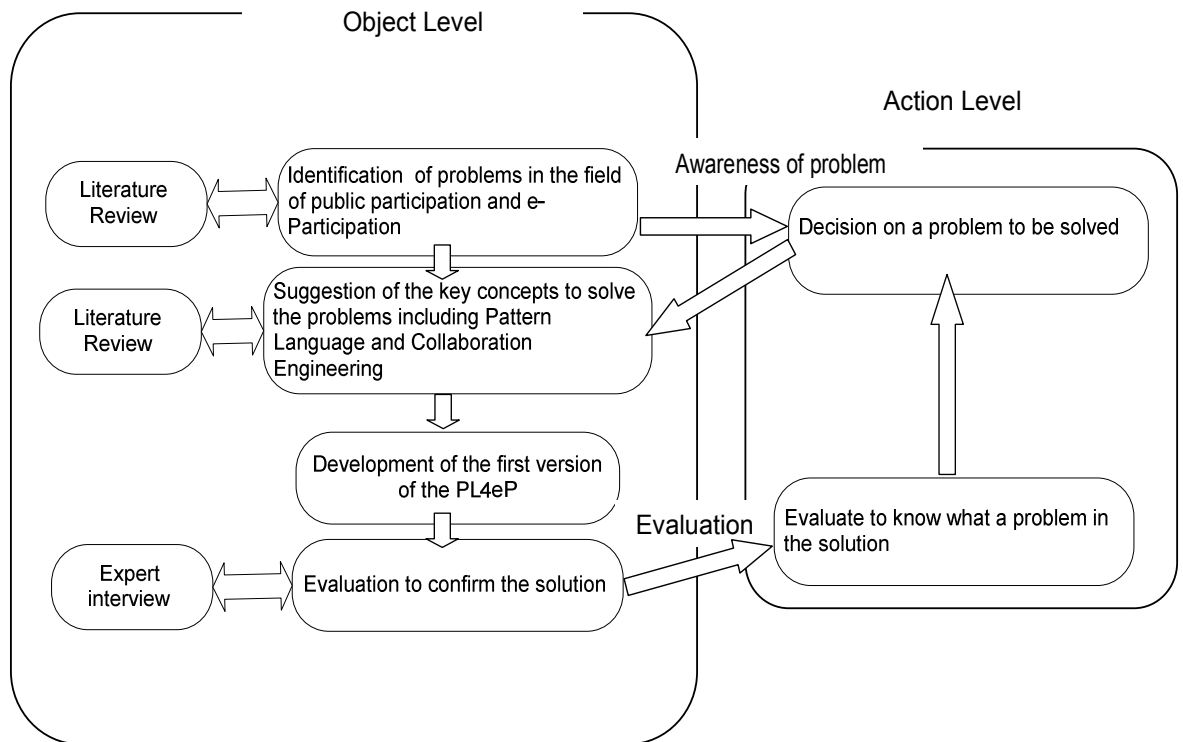 Object Level
Action Level
Awareness of problem
Literature
Review
Identification of problems in the field
of public participation and e-
Participation
Decision on a problem to be solved
Literature
Review
Suggestion of the key concepts to solve
the problems including Pattern
Language and Collaboration
Engineering
Development of the first version
of the PL4eP
Evaluation
Evaluate to know what a problem in
the solution
Expert
interview
Evaluation to confirm the solution